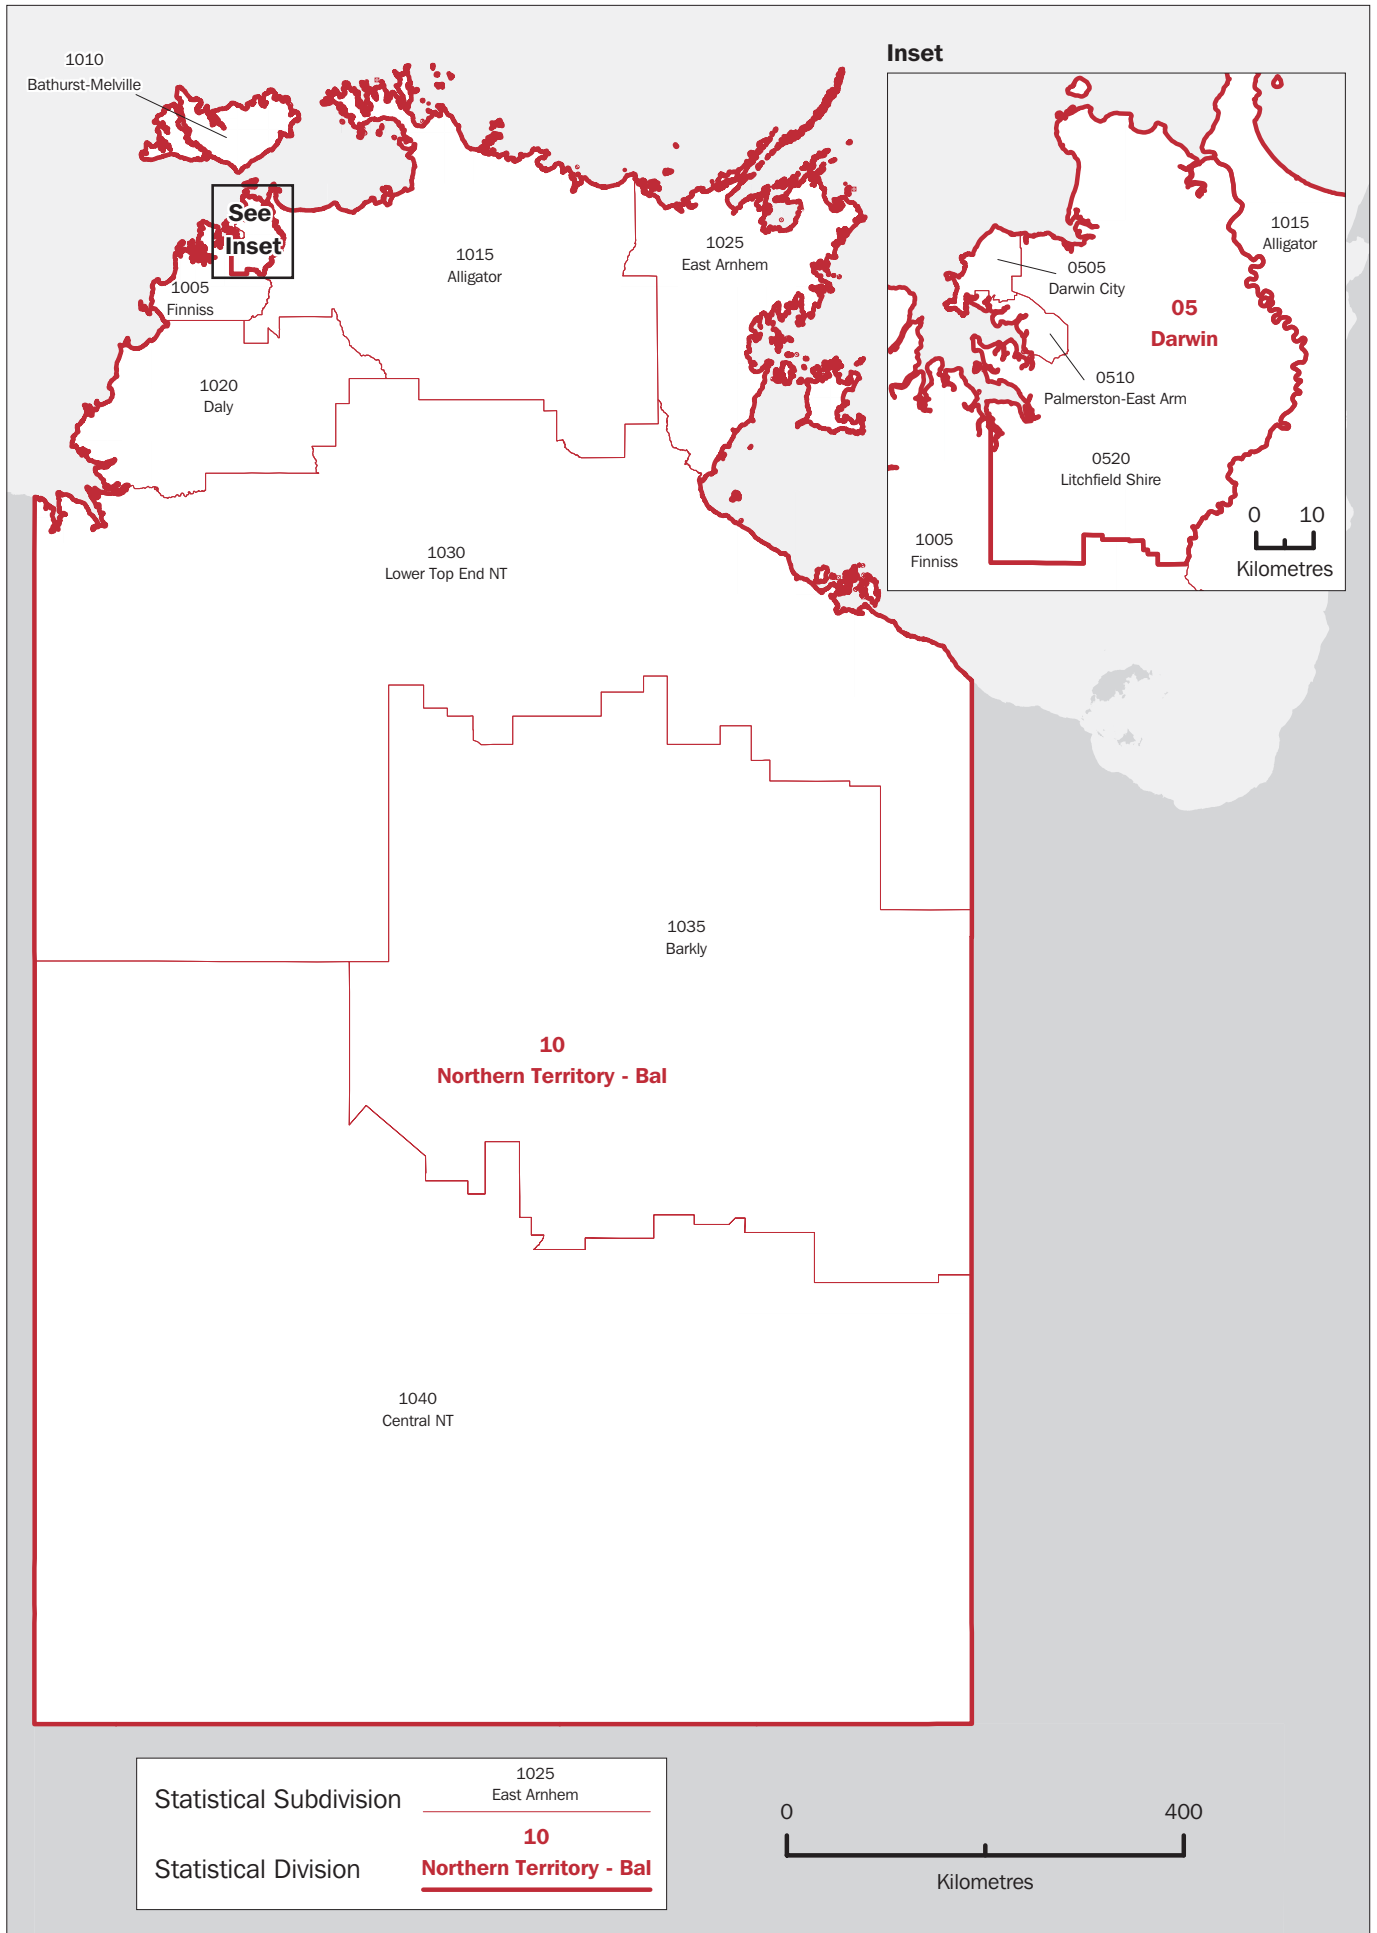 1010
Bathurst-Melville
See
Inset
1005
Finniss
1015
Alligator
1025
East Arnhem
1020
Daly
1030
Lower Top End NT
1035
Barkly
10
Northern Territory - Bal
1040
Central NT
Inset
1015
Alligator
0505
Darwin City
05
Darwin
0510
Palmerston-East Arm
0520
Litchfield Shire
1005
Finniss
0 10
Kilometres
Statistical Subdivision
1025
East Arnhem
Statistical Division
10
Northern Territory - Bal
0 400
Kilometres